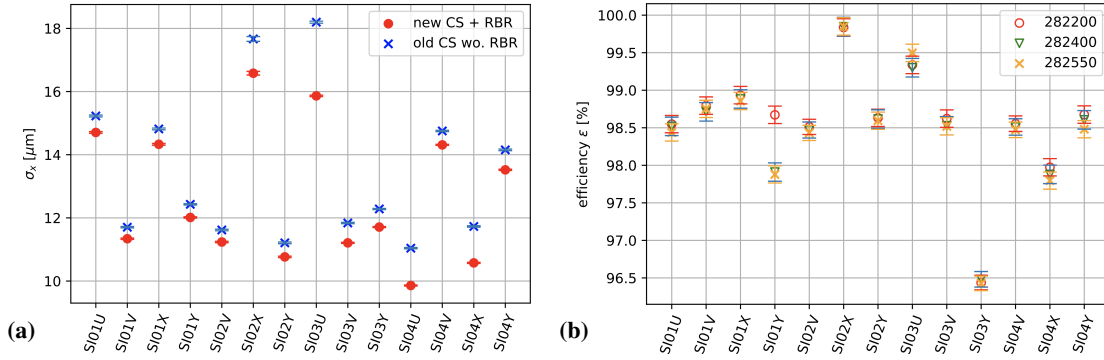 18
16
14
12
10
σx [μm]
new CS + RBR
old CS wo. RBR
SI01U
SI01V
SI01X
SI01Y
SI02V
SI02X
SI02Y
SI03U
SI03V
SI03Y
SI04U
SI04V
SI04X
SI04Y
(a)
100.0
99.5
99.0
98.5
98.0
97.5
97.0
96.5
efficiency ε [%]
282200
282400
282550
SI01U
SI01V
SI01X
SI01Y
SI02V
SI02X
SI02Y
SI03U
SI03V
SI03Y
SI04V
SI04X
SI04Y
(b)